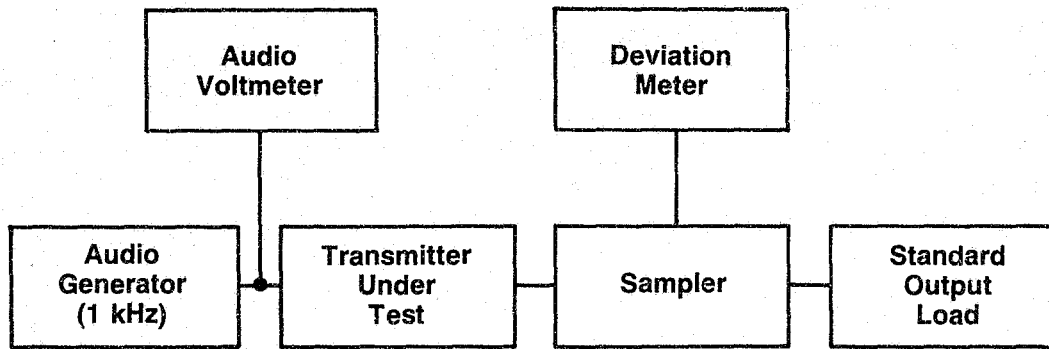 Audio
Voltmeter
Deviation
Meter
Audio
Generator
(1 kHz)
Transmitter
Under
Test
Sampler
Standard
Output
Load